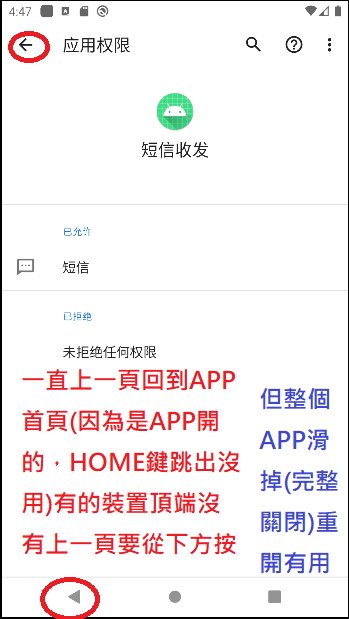 4:47
应用权限
短信收发
已允许
短信
已拒绝
未拒绝任何权限
一直上一頁回到APP
首頁(因為是APP開
的，HOME鍵跳出沒
用)有的裝置頂端沒
有上一頁要從下方按
但整個
APP滑
掉(完整
關閉)重
開有用